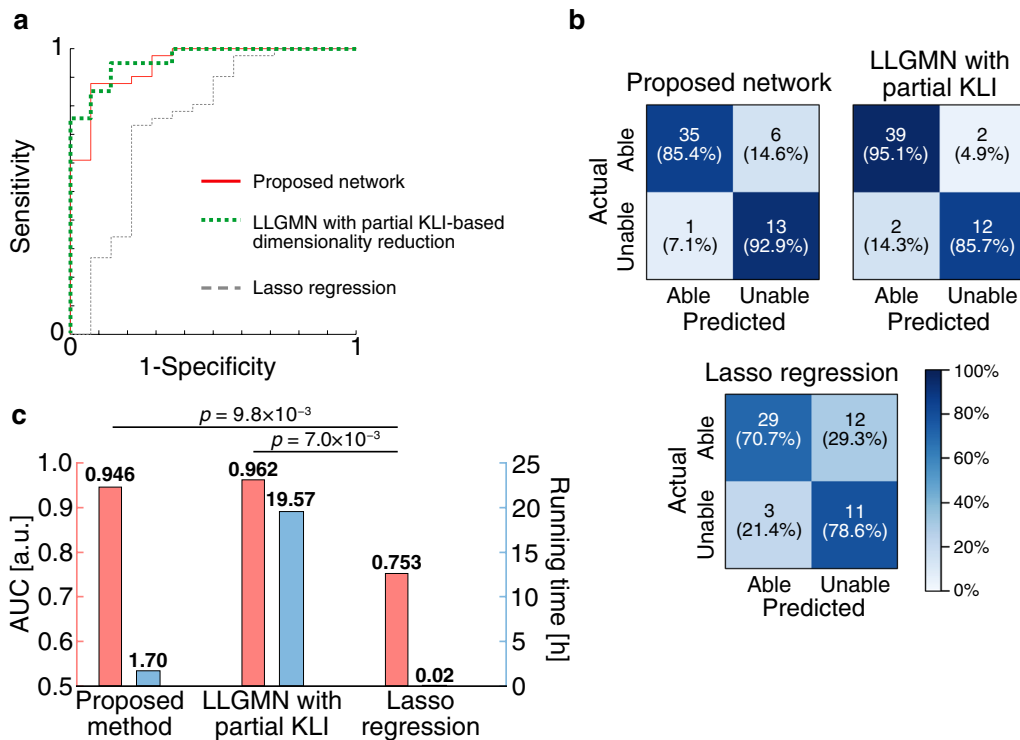 a
1
Sensitivity
0
0
1
1-Specificity
Proposed network
LLGMN with partial KLI-based
dimensionality reduction
Lasso regression
b
Proposed network
Actual
Able
Unable
35
(85.4%)
6
(14.6%)
1
(7.1%)
13
(92.9%)
Able
Unable
Predicted
LLGMN with
partial KLI
39
(95.1%)
2
(4.9%)
2
(14.3%)
12
(85.7%)
Able
Unable
Predicted
Lasso regression
Actual
Able
Unable
29
(70.7%)
12
(29.3%)
3
(21.4%)
11
(78.6%)
Able
Unable
Predicted
100%
80%
60%
40%
20%
0%
c
p = 9.8×10⁻³
p = 7.0×10⁻³
AUC [a.u.]
1.0
0.9
0.8
0.7
0.6
0.5
0.946
1.70
0.962
19.57
0.753
0.02
25
20
15
10
5
0
Running time [h]
Proposed
method
LLGMN with
partial KLI
Lasso
regression